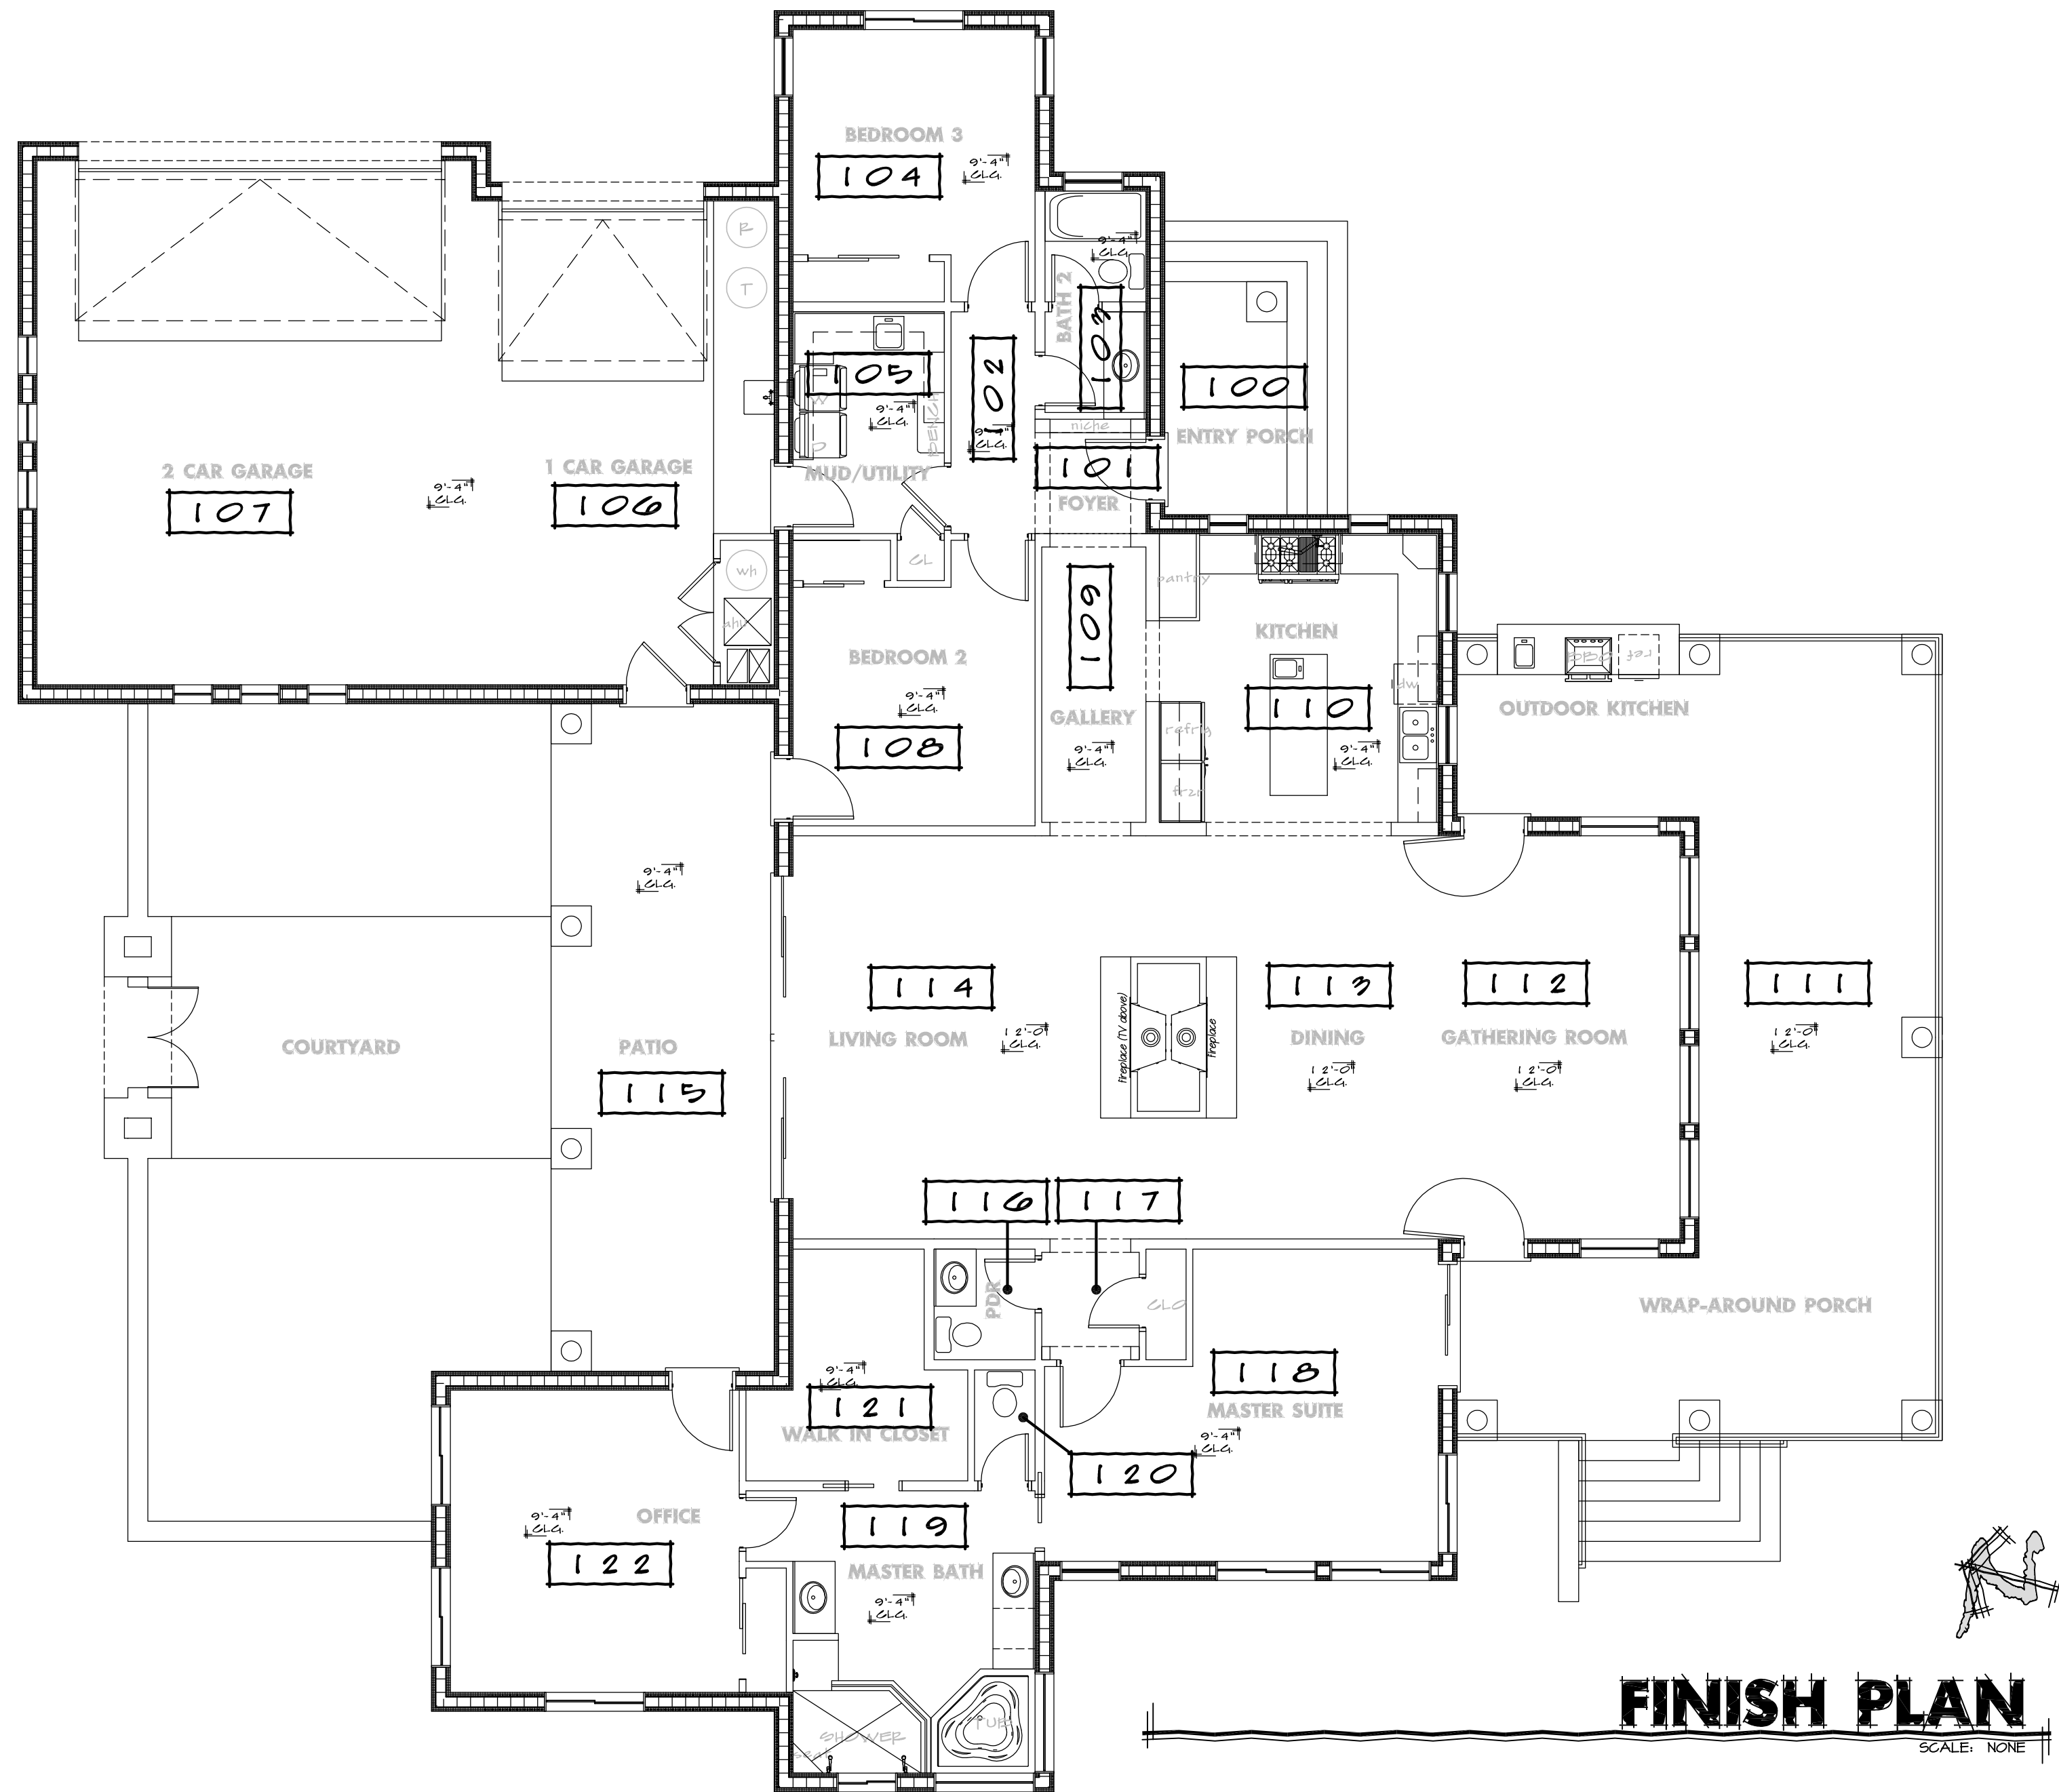 BEDROOM 3
104
9'-4"
CLG.
R
T
9'-4"
CLG.
BATH 2
103
102
9'-4"
CLG.
105
W
D
9'-4"
CLG.
BENCH
MUD/UTILITY
niche
101
FOYER
100
ENTRY PORCH
2 CAR GARAGE
107
9'-4"
CLG.
1 CAR GARAGE
106
wh
ahu
CL
BEDROOM 2
9'-4"
CLG.
108
109
GALLERY
9'-4"
CLG.
pantry
KITCHEN
110
9'-4"
CLG.
refrig
frzr
dw
BBQ
ref
OUTDOOR KITCHEN
9'-4"
CLG.
114
LIVING ROOM
12'-0"
CLG.
fireplace (TV above)
fireplace
113
DINING
12'-0"
CLG.
112
GATHERING ROOM
12'-0"
CLG.
111
12'-0"
CLG.
COURTYARD
PATIO
115
116
117
PDR
CLO
WRAP-AROUND PORCH
118
MASTER SUITE
9'-4"
CLG.
9'-4"
CLG.
121
WALK IN CLOSET
120
OFFICE
9'-4"
CLG.
122
119
MASTER BATH
9'-4"
CLG.
SHOWER
seat
TUB
FINISH PLAN
SCALE: NONE